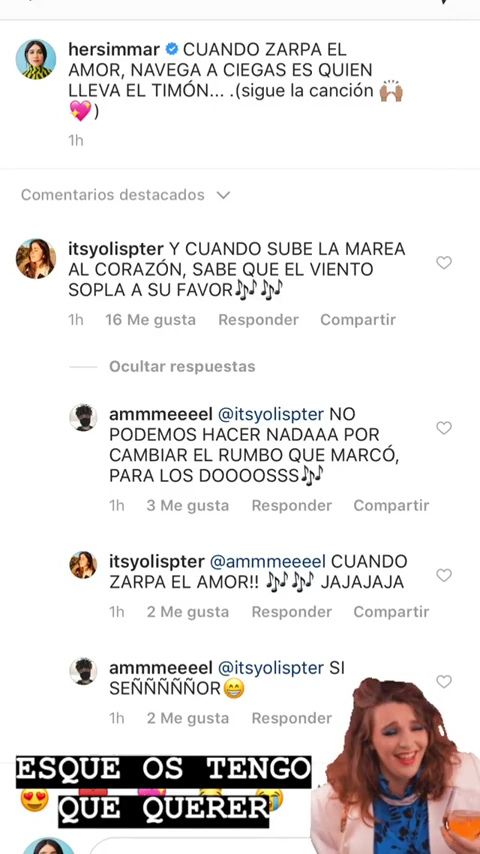 hersimmar CUANDO ZARPA EL
AMOR, NAVEGA A CIEGAS ES QUIEN
LLEVA EL TIMÓN... .(sigue la canción 🙌🏽
💖)
1h
Comentarios destacados
itsyolispter Y CUANDO SUBE LA MAREA
AL CORAZÓN, SABE QUE EL VIENTO
SOPLA A SU FAVOR🎶🎶
1h 16 Me gusta Responder Compartir
Ocultar respuestas
ammmeeeel @itsyolispter NO
PODEMOS HACER NADAAA POR
CAMBIAR EL RUMBO QUE MARCÓ,
PARA LOS DOOOOSSS🎶
1h 3 Me gusta Responder Compartir
itsyolispter @ammmeeeel CUANDO
ZARPA EL AMOR!! 🎶🎶 JAJAJAJA
1h 2 Me gusta Responder Compartir
ammmeeeel @itsyolispter SI
SEÑÑÑÑÑOR😁
1h 2 Me gusta Responder
ESQUE OS TENGO
QUE QUERER